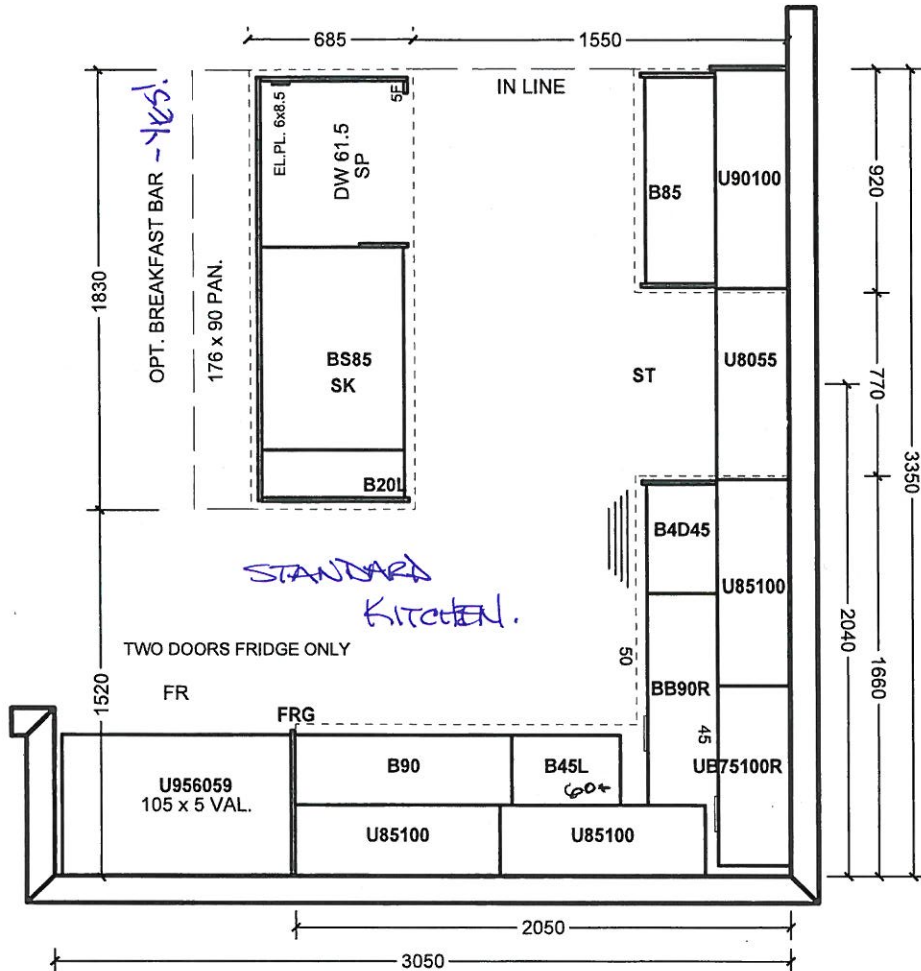 685
1550
IN LINE
OPT. BREAKFAST BAR - YES!
176 x 90 PAN.
1830
EL.PL. 6x8.5
5F
DW 61.5
SP
BS85
SK
B20L
B85
U90100
920
ST
U8055
770
3350
B4D45
U85100
2040
1660
STANDARD
KITCHEN.
50
BB90R
45
UB75100R
TWO DOORS FRIDGE ONLY
1520
FR
FRG
U956059
105 x 5 VAL.
B90
B45L
60+
U85100
U85100
2050
3050